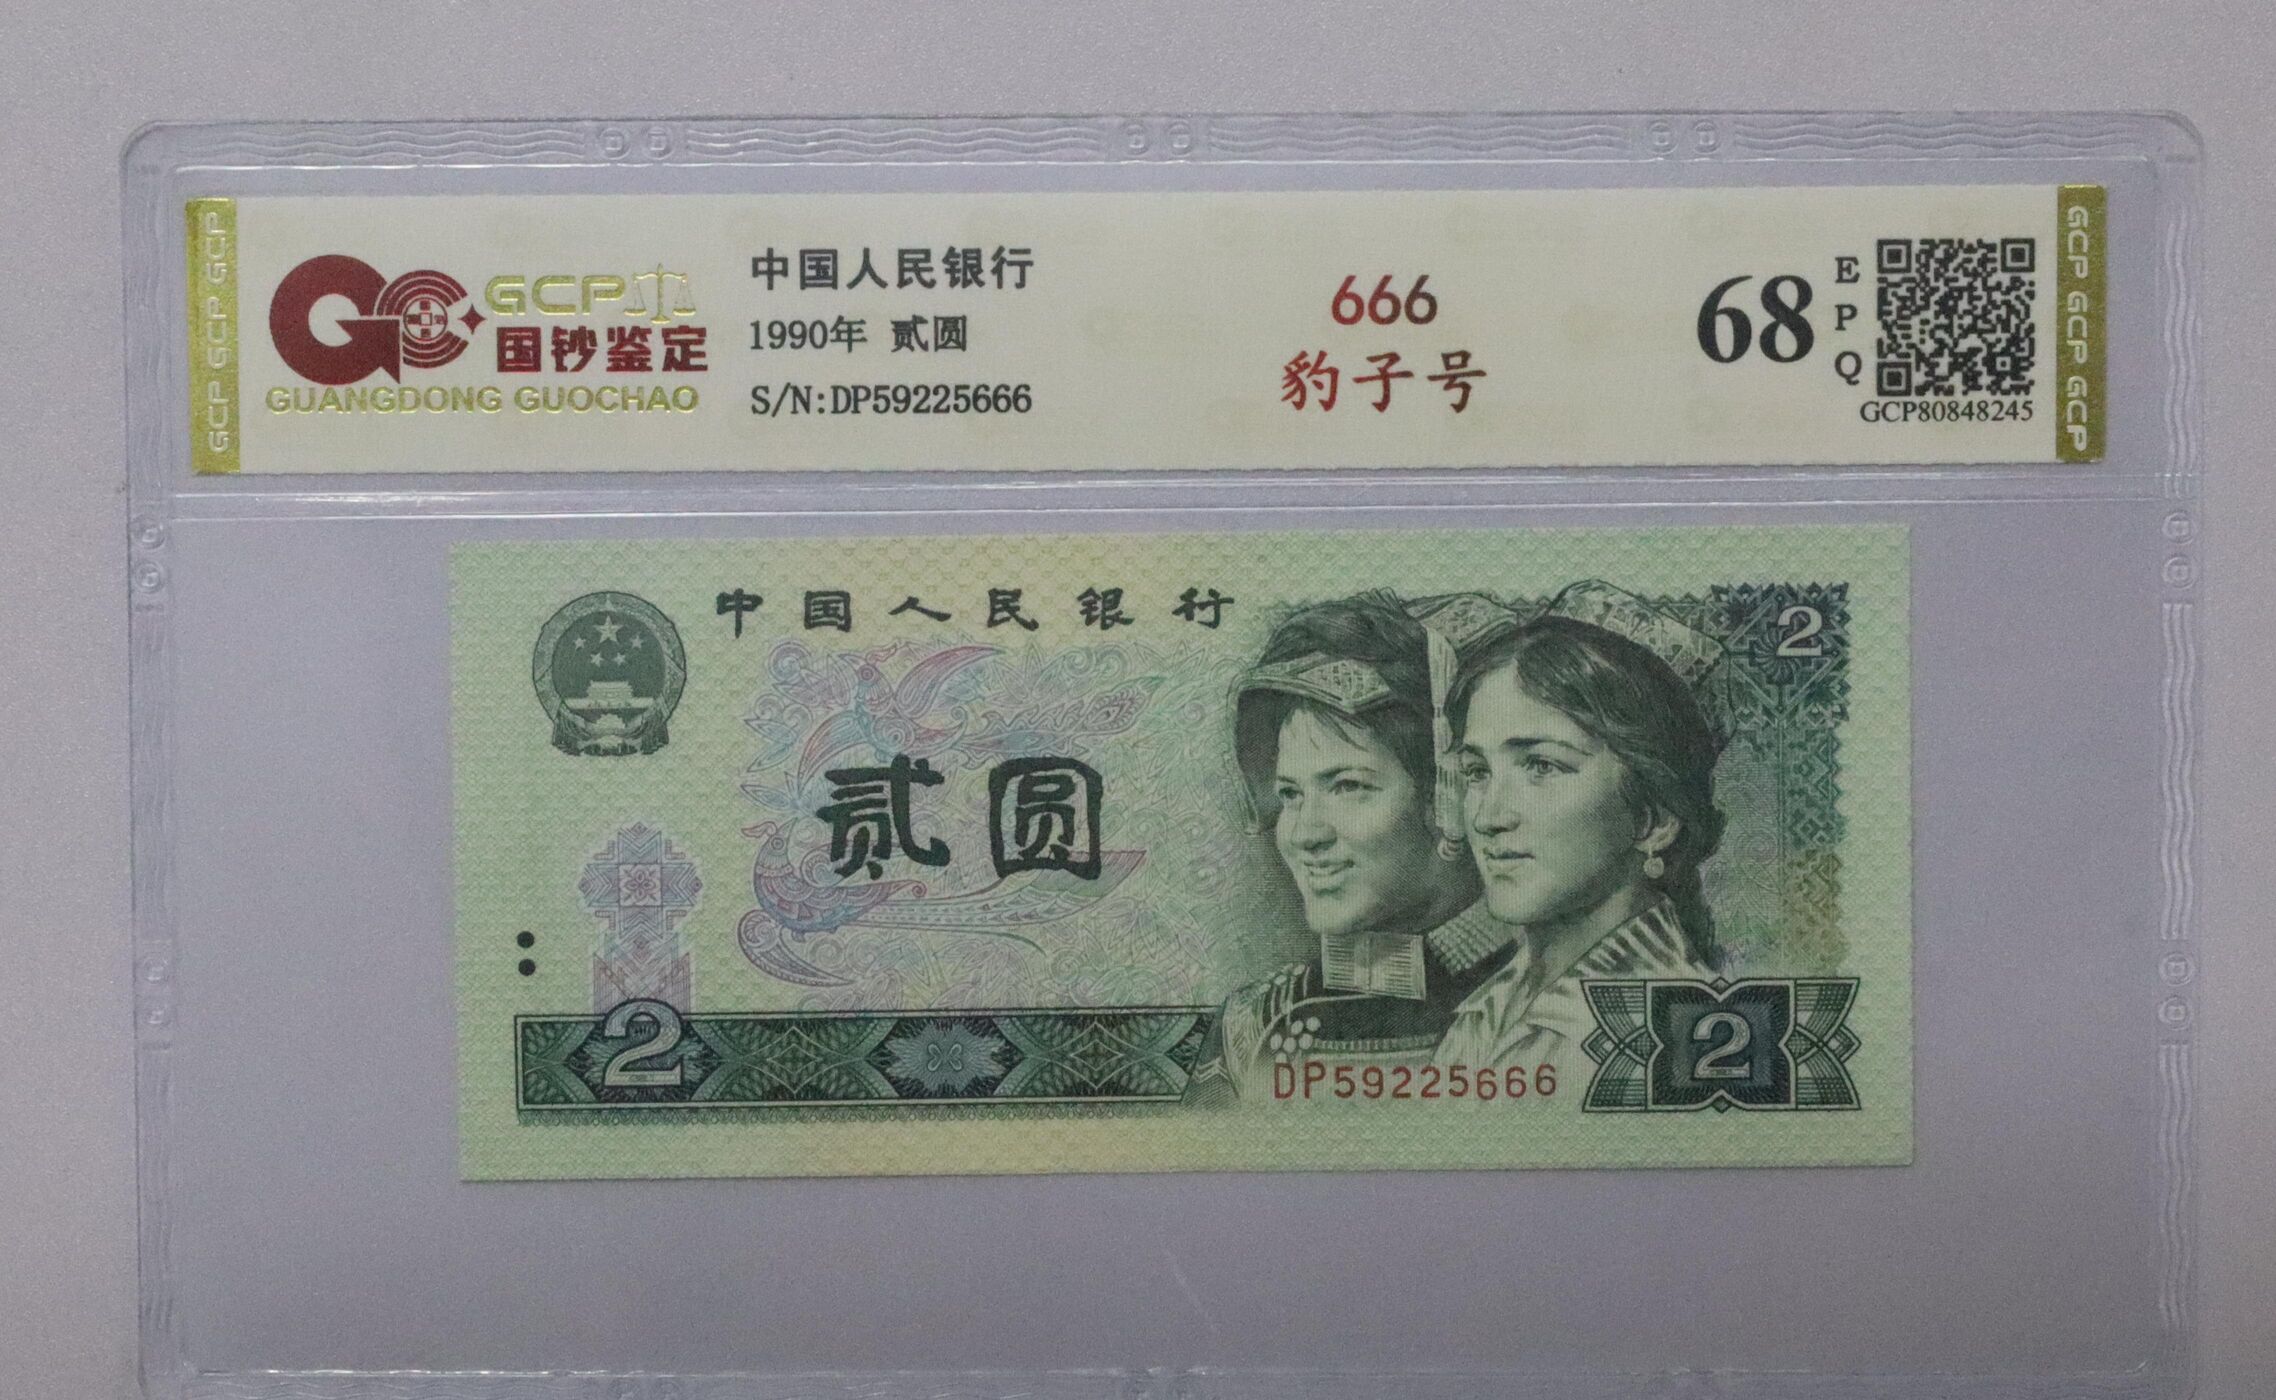 GCP GCP GCP
GCP
国钞鉴定
GUANGDONG GUOCHAO
中国人民银行
1990年 贰圆
S/N:DP59225666
666
豹子号
68
EPQ
GCP80848245
GCP GCP GCP
中国人民银行
2
贰圆
2
DP59225666
2